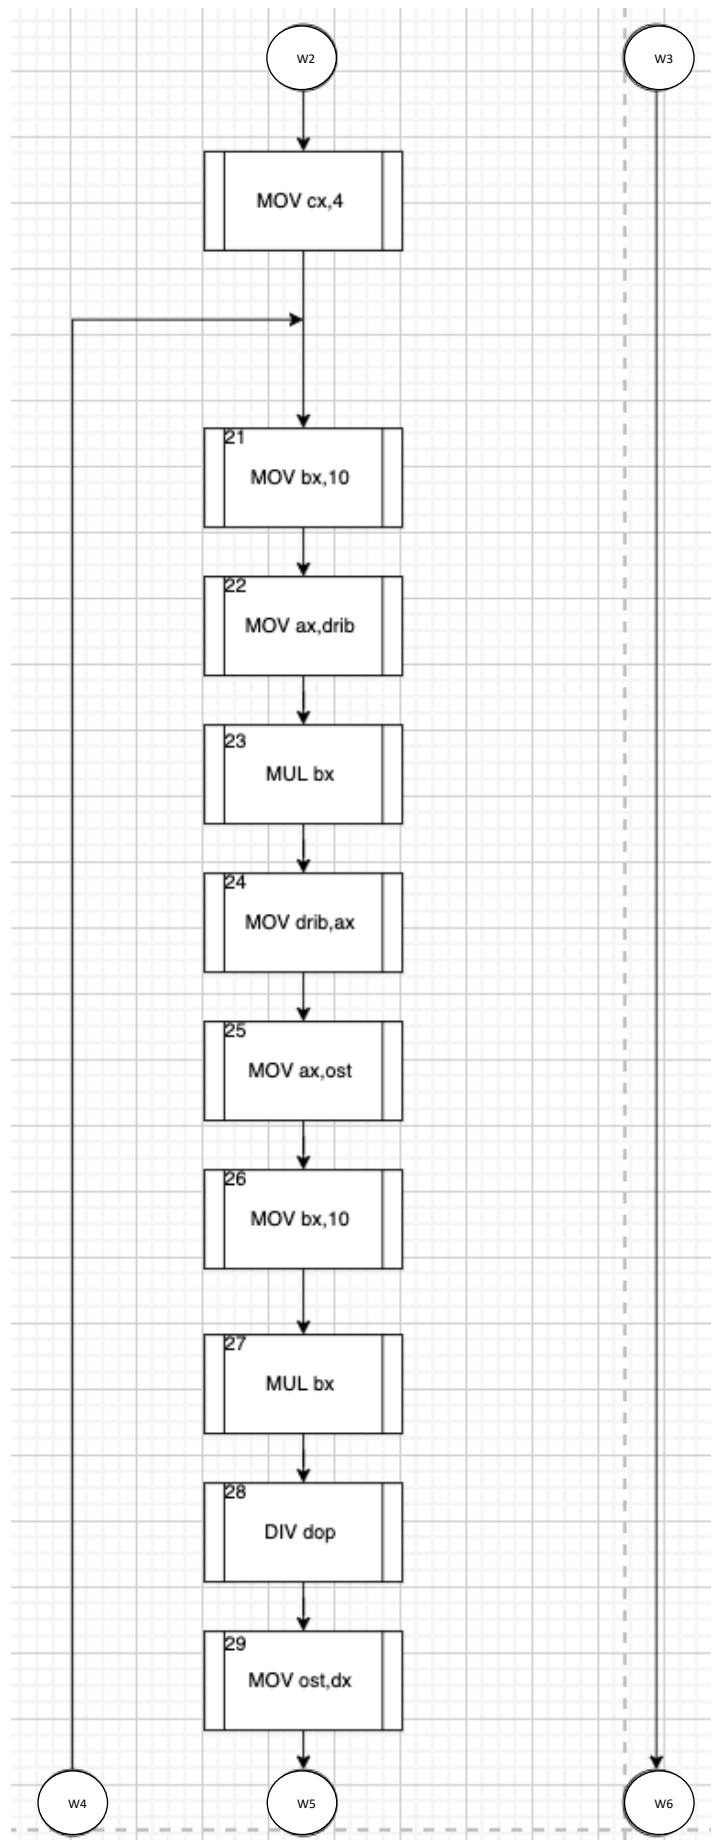 W2
W3
MOV cx,4
21
MOV bx,10
22
MOV ax,drib
23
MUL bx
24
MOV drib,ax
25
MOV ax,ost
26
MOV bx,10
27
MUL bx
28
DIV dop
29
MOV ost,dx
W4
W5
W6